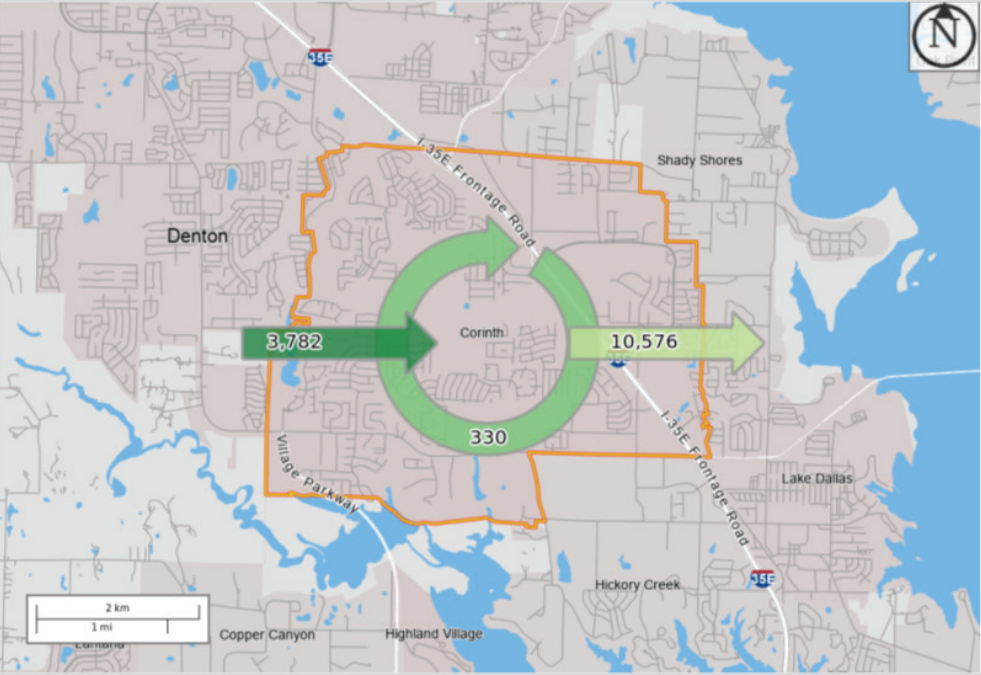 N
35E
I-35E Frontage Road
Shady Shores
Denton
3,782
Corinth
10,576
330
Village Parkway
I-35E Frontage Road
Lake Dallas
35E
Hickory Creek
2 km
1 mi
Copper Canyon
Highland Village
Lantana